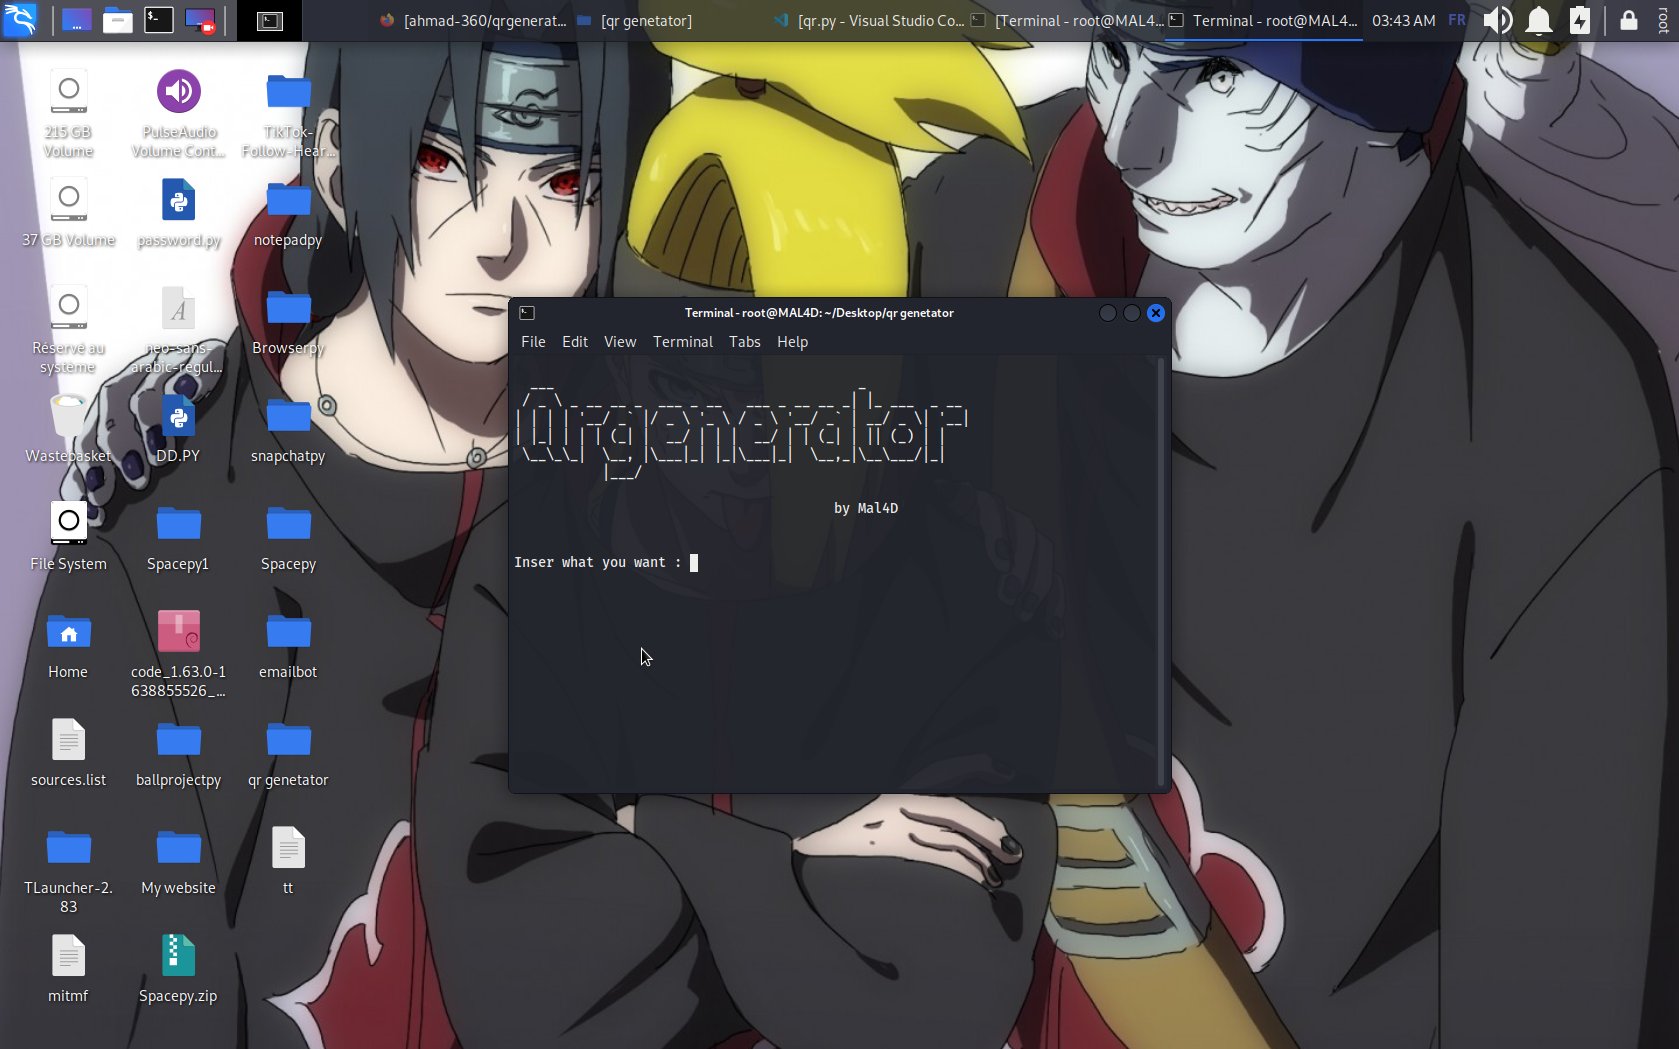 [ahmad-360/qrgenerat...
[qr genetator]
[qr.py - Visual Studio Co...
[Terminal - root@MAL4...
Terminal - root@MAL4...
03:43 AM
FR
root
215 GB
Volume
PulseAudio
Volume Cont...
TikTok-
Follow-Hear...
37 GB Volume
password.py
notepadpy
Réservé au
système
neo-sans-
arabic-regul...
Browserpy
Wastebasket
DD.PY
snapchatpy
File System
Spacepy1
Spacepy
Home
code_1.63.0-1
638855526_...
emailbot
sources.list
ballprojectpy
qr genetator
TLauncher-2.
83
My website
tt
mitmf
Spacepy.zip
Terminal - root@MAL4D: ~/Desktop/qr genetator
File Edit View Terminal Tabs Help
Qrgenerator
by Mal4D
Inser what you want :